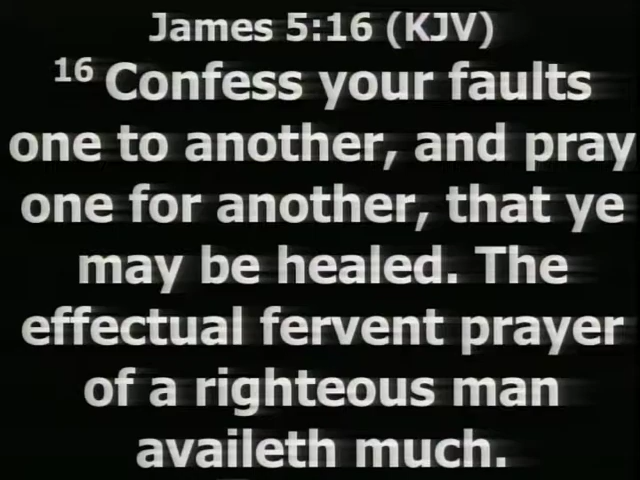 James 5:16 (KJV)
16 Confess your faults
one to another, and pray
one for another, that ye
may be healed. The
effectual fervent prayer
of a righteous man
availeth much.